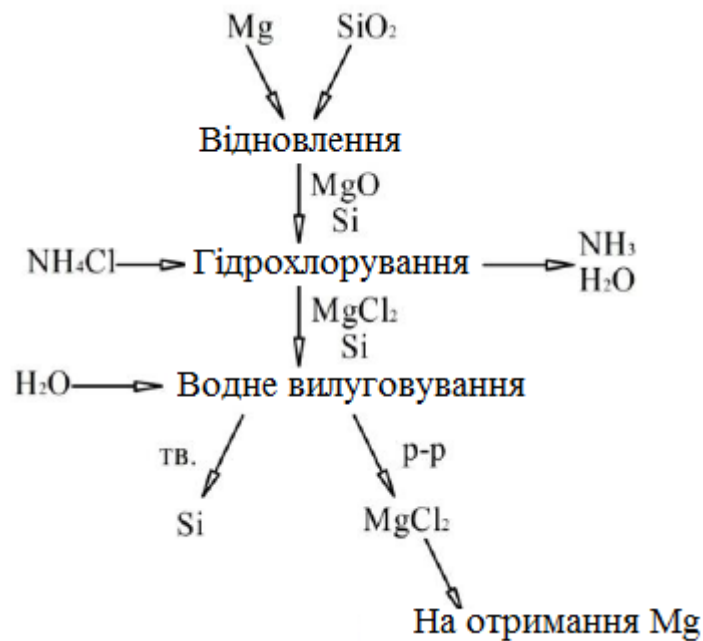 Mg
SiO₂
Відновлення
MgO
Si
NH₄Cl
Гідрохлорування
NH₃
H₂O
MgCl₂
Si
H₂O
Водне вилуговування
тв.
р-р
Si
MgCl₂
На отримання Mg